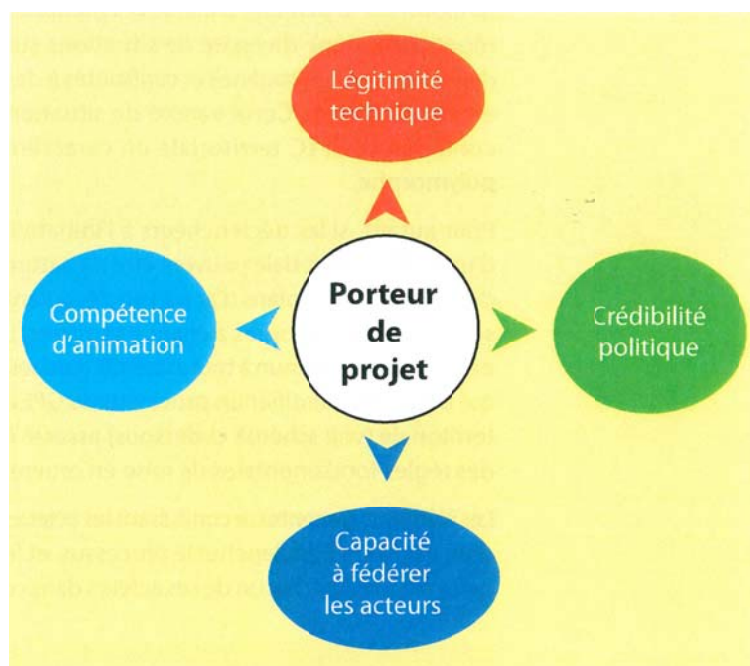 Légitimité
technique
Compétence
d'animation
Porteur
de
projet
Crédibilité
politique
Capacité
à fédérer
les acteurs